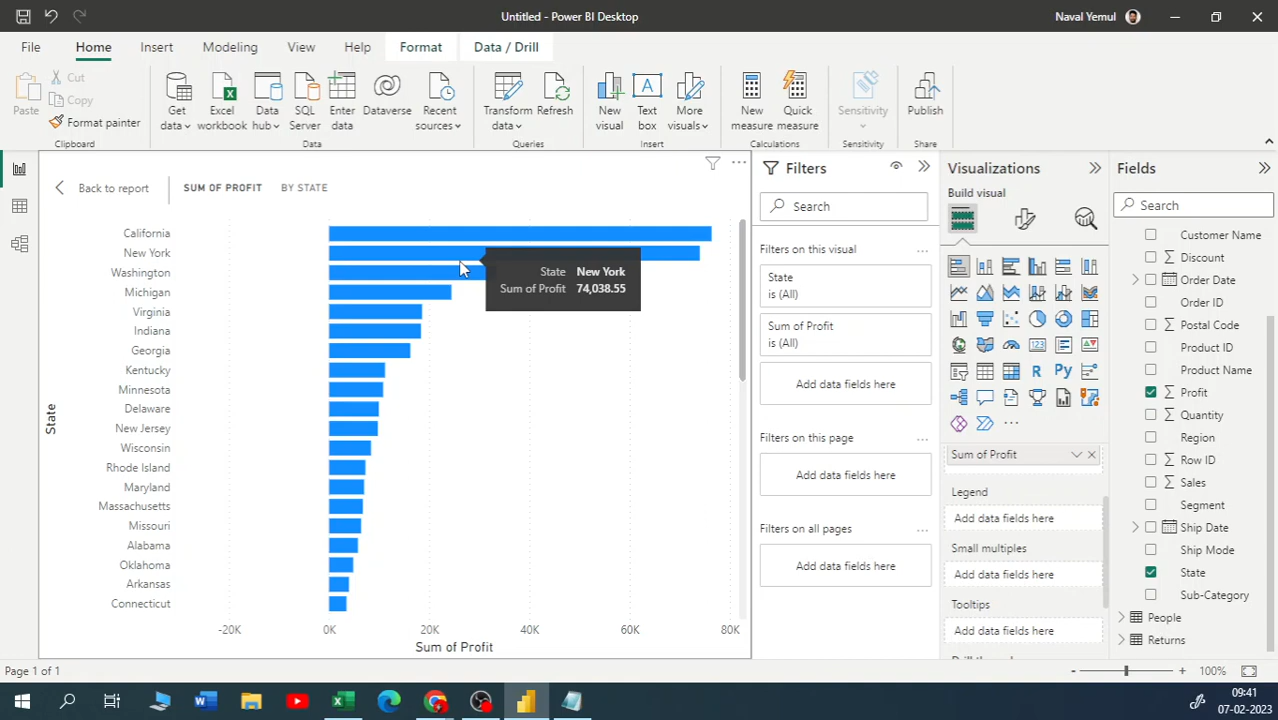 Untitled - Power BI Desktop
Naval Yemul
File
Home
Insert
Modeling
View
Help
Format
Data / Drill
Paste
Cut
Copy
Format painter
Clipboard
Get data
Excel workbook
Data hub
SQL Server
Enter data
Dataverse
Recent sources
Data
Transform data
Refresh
Queries
New visual
Text box
More visuals
Insert
New measure
Quick measure
Calculations
Sensitivity
Sensitivity
Publish
Share
Back to report
SUM OF PROFIT
BY STATE
State
California
New York
Washington
Michigan
Virginia
Indiana
Georgia
Kentucky
Minnesota
Delaware
New Jersey
Wisconsin
Rhode Island
Maryland
Massachusetts
Missouri
Alabama
Oklahoma
Arkansas
Connecticut
State New York
Sum of Profit 74,038.55
-20K 0K 20K 40K 60K 80K
Sum of Profit
Filters
Search
Filters on this visual
State
is (All)
Sum of Profit
is (All)
Add data fields here
Filters on this page
Add data fields here
Filters on all pages
Add data fields here
Visualizations
Build visual
R
Py
123
Sum of Profit
Legend
Add data fields here
Small multiples
Add data fields here
Tooltips
Add data fields here
Fields
Search
Customer Name
Discount
Order Date
Order ID
Postal Code
Product ID
Product Name
Profit
Quantity
Region
Row ID
Sales
Segment
Ship Date
Ship Mode
State
Sub-Category
People
Returns
Page 1 of 1
100%
09:41
07-02-2023